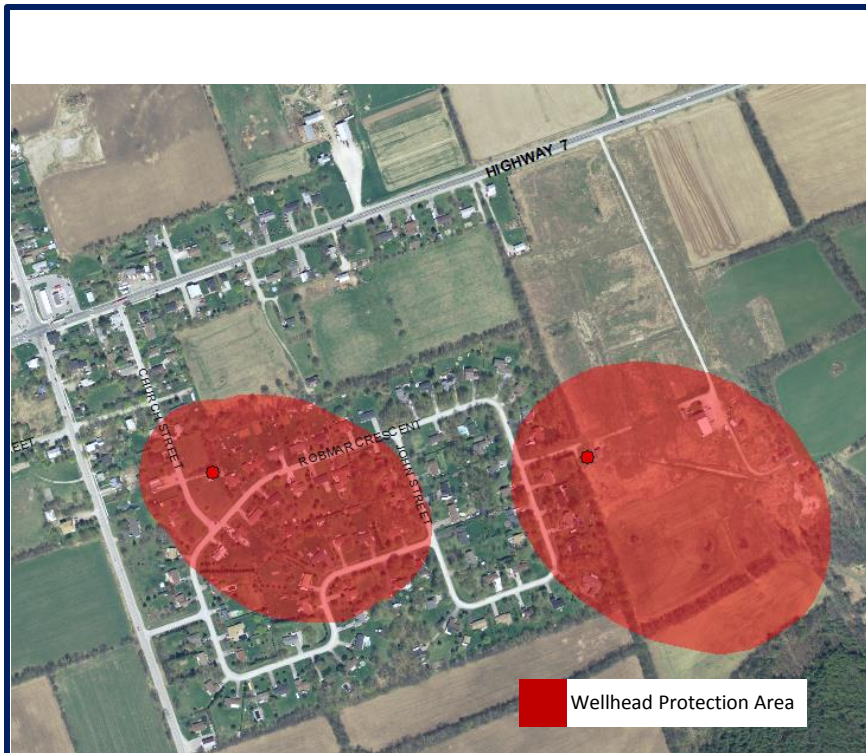 HIGHWAY 7
CHURCH STREET
EET
ROBMAR CRESCENT
JOHN STREET
Wellhead Protection Area